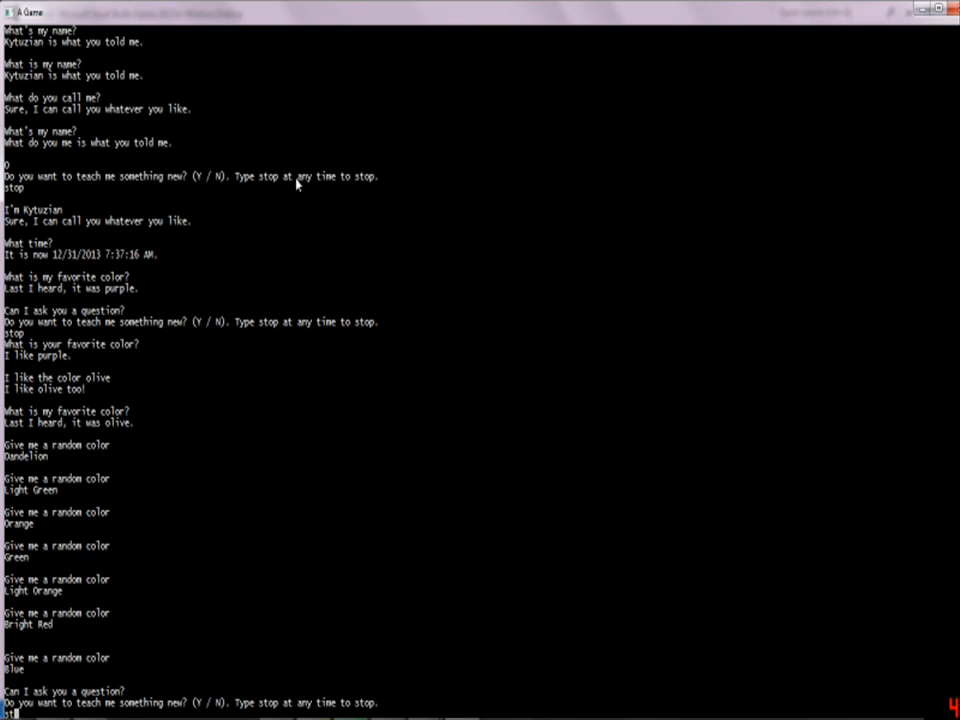 A Game
What's my name?
Kytuzian is what you told me.
What is my name?
Kytuzian is what you told me.
What do you call me?
Sure, I can call you whatever you like.
What's my name?
What do you me is what you told me.
O
Do you want to teach me something new? (Y / N). Type stop at any time to stop.
stop
I'm Kytuzian
Sure, I can call you whatever you like.
What time?
It is now 12/31/2013 7:37:16 AM.
What is my favorite color?
Last I heard, it was purple.
Can I ask you a question?
Do you want to teach me something new? (Y / N). Type stop at any time to stop.
stop
What is your favorite color?
I like purple.
I like the color olive
I like olive too!
What is my favorite color?
Last I heard, it was olive.
Give me a random color
Dandelion
Give me a random color
Light Green
Give me a random color
Orange
Give me a random color
Green
Give me a random color
Light Orange
Give me a random color
Bright Red
Give me a random color
Blue
Can I ask you a question?
Do you want to teach me something new? (Y / N). Type stop at any time to stop.
st
4